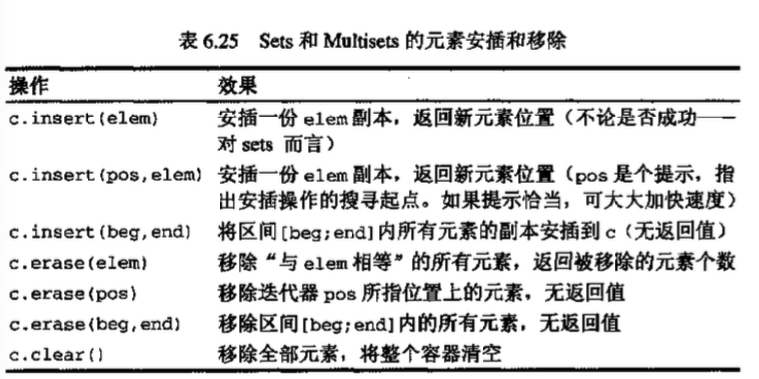 表 6.25 Sets 和 Multisets 的元素安插和移除
操作 效果
c.insert(elem) 安插一份 elem 副本，返回新元素位置（不论是否成功——
对 sets 而言）
c.insert(pos,elem) 安插一份 elem 副本，返回新元素位置（pos 是个提示，指
出安插操作的搜寻起点。如果提示恰当，可大大加快速度）
c.insert(beg,end) 将区间[beg;end]内所有元素的副本安插到 c（无返回值）
c.erase(elem) 移除“与 elem 相等”的所有元素，返回被移除的元素个数
c.erase(pos) 移除迭代器 pos 所指位置上的元素，无返回值
c.erase(beg,end) 移除区间[beg;end]内的所有元素，无返回值
c.clear() 移除全部元素，将整个容器清空